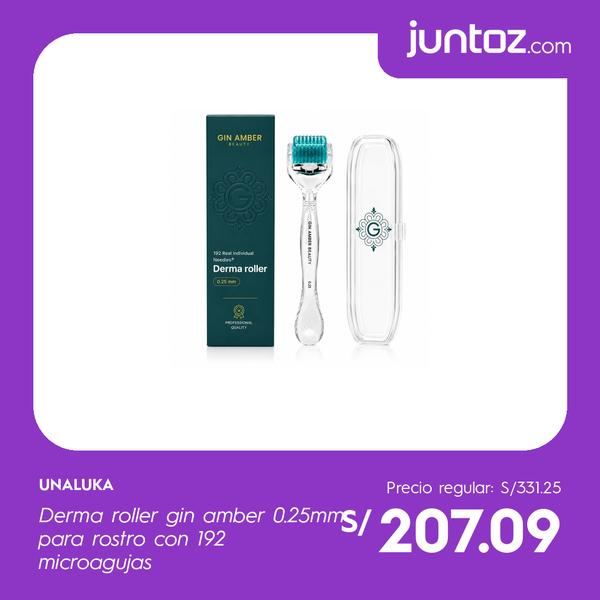 juntoz.com
GIN AMBER
BEAUTY
G
192 Real Individual
Needles®
Derma roller
0.25 mm
PROFESSIONAL
QUALITY
GIN AMBER BEAUTY
0.25
G
UNALUKA
Derma roller gin amber 0.25mm
para rostro con 192
microagujas
Precio regular: S/331.25
S/ 207.09